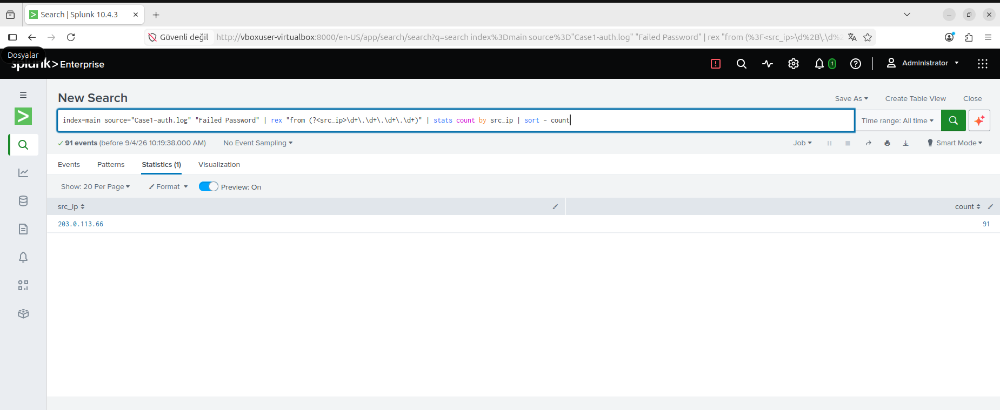 Search | Splunk 10.4.3
Güvenli değil
http://vboxuser-virtualbox:8000/en-US/app/search/search?q=search index%3Dmain source%3D"Case1-auth.log" "Failed Password" | rex "from (%3F<src_ip>\d%2B\.\d%2
Dosyalar
splunk> Enterprise
1
Administrator
New Search
Save As
Create Table View
Close
index=main source="Case1-auth.log" "Failed Password" | rex "from (?<src_ip>\d+\.\d+\.\d+\.\d+)" | stats count by src_ip | sort - count
Time range: All time
91 events (before 9/4/26 10:19:38.000 AM)
No Event Sampling
Job
Smart Mode
Events
Patterns
Statistics (1)
Visualization
Show: 20 Per Page
Format
Preview: On
src_ip
count
203.0.113.66
91